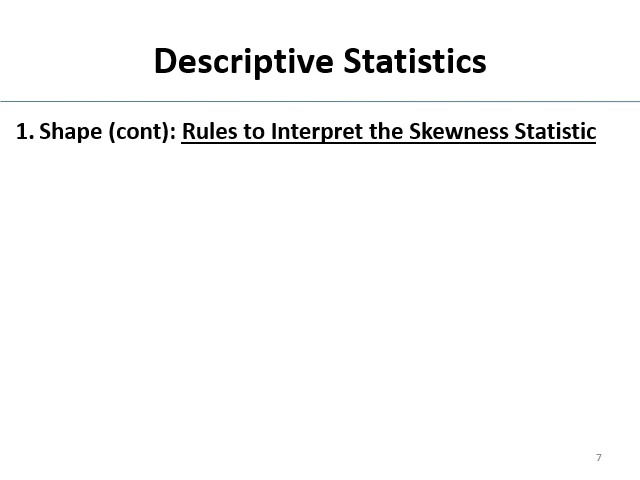 Descriptive Statistics
1. Shape (cont): Rules to Interpret the Skewness Statistic
7